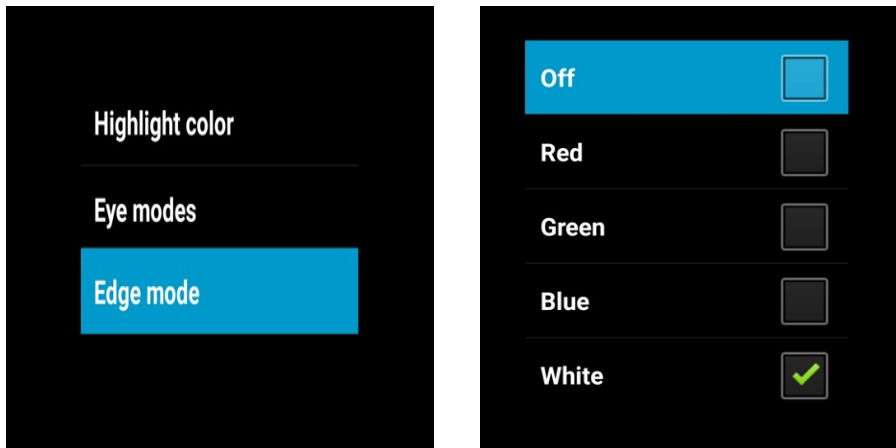 Highlight color
Eye modes
Edge mode
Off
Red
Green
Blue
White